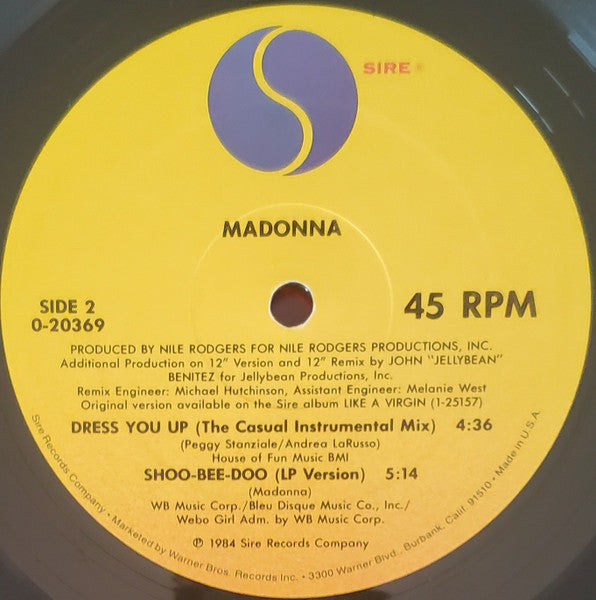 SIRE®
MADONNA
SIDE 2
0-20369
45 RPM
PRODUCED BY NILE RODGERS FOR NILE RODGERS PRODUCTIONS, INC.
Additional Production on 12" Version and 12" Remix by JOHN "JELLYBEAN"
BENITEZ for Jellybean Productions, Inc.
Remix Engineer: Michael Hutchinson, Assistant Engineer: Melanie West
Original version available on the Sire album LIKE A VIRGIN (1-25157)
DRESS YOU UP (The Casual Instrumental Mix) 4:36
(Peggy Stanziale/Andrea LaRusso)
House of Fun Music BMI
SHOO-BEE-DOO (LP Version) 5:14
(Madonna)
WB Music Corp./Bleu Disque Music Co., Inc./
Webo Girl Adm. by WB Music Corp.
℗ 1984 Sire Records Company
Sire Records Company • Marketed by Warner Bros. Records Inc. • 3300 Warner Blvd., Burbank, Calif. 91510 • Made in U.S.A.